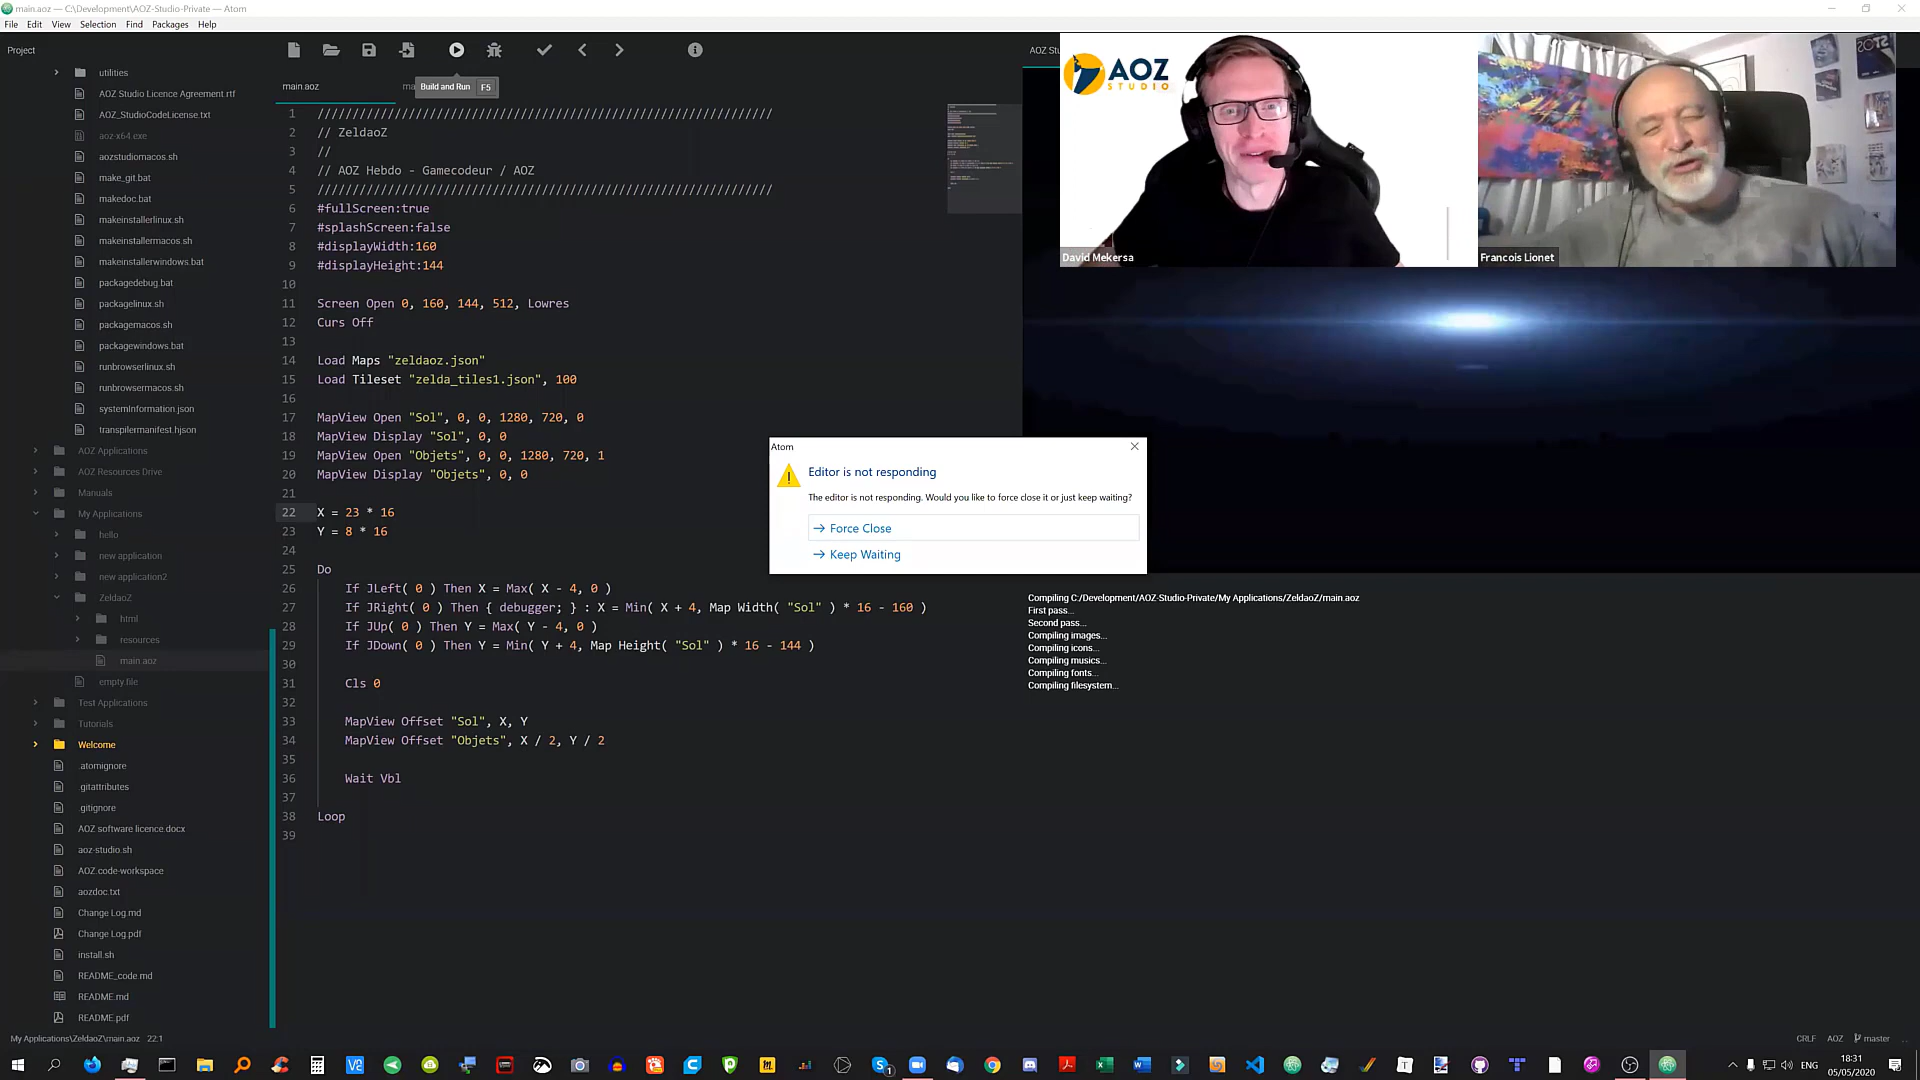 main.aoz — C:\Development\AOZ-Studio-Private — Atom
File Edit View Selection Find Packages Help
Project
utilities
AOZ Studio Licence Agreement.rtf
AOZ_StudioCodeLicense.txt
aoz-x64.exe
aozstudiomacos.sh
make_git.bat
makedoc.bat
makeinstallerlinux.sh
makeinstallermacos.sh
makeinstallerwindows.bat
packagedebug.bat
packagelinux.sh
packagemacos.sh
packagewindows.bat
runbrowserlinux.sh
runbrowsermacos.sh
systemInformation.json
transpilermanifest.hjson
AOZ Applications
AOZ Resources Drive
Manuals
My Applications
hello
new application
new application2
ZeldaoZ
html
resources
main.aoz
empty.file
Test Applications
Tutorials
Welcome
.atomignore
.gitattributes
.gitignore
AOZ software licence.docx
aoz-studio.sh
AOZ.code-workspace
aozdoc.txt
Change Log.md
Change Log.pdf
install.sh
README_code.md
README.md
README.pdf
main.aoz ma Build and Run F5
1 /////////////////////////////////////////////////////////////////
2 // ZeldaoZ
3 //
4 // AOZ Hebdo - Gamecodeur / AOZ
5 /////////////////////////////////////////////////////////////////
6 #fullScreen:true
7 #splashScreen:false
8 #displayWidth:160
9 #displayHeight:144
10
11 Screen Open 0, 160, 144, 512, Lowres
12 Curs Off
13
14 Load Maps "zeldaoz.json"
15 Load Tileset "zelda_tiles1.json", 100
16
17 MapView Open "Sol", 0, 0, 1280, 720, 0
18 MapView Display "Sol", 0, 0
19 MapView Open "Objets", 0, 0, 1280, 720, 1
20 MapView Display "Objets", 0, 0
21
22 X = 23 * 16
23 Y = 8 * 16
24
25 Do
26 If JLeft( 0 ) Then X = Max( X - 4, 0 )
27 If JRight( 0 ) Then { debugger; } : X = Min( X + 4, Map Width( "Sol" ) * 16 - 160 )
28 If JUp( 0 ) Then Y = Max( Y - 4, 0 )
29 If JDown( 0 ) Then Y = Min( Y + 4, Map Height( "Sol" ) * 16 - 144 )
30
31 Cls 0
32
33 MapView Offset "Sol", X, Y
34 MapView Offset "Objets", X / 2, Y / 2
35
36 Wait Vbl
37
38 Loop
39
AOZ Stu
AOZ
STUDIO
David Mekersa
STOS
Francois Lionet
Atom
Editor is not responding
The editor is not responding. Would you like to force close it or just keep waiting?
Force Close
Keep Waiting
Compiling C:/Development/AOZ-Studio-Private/My Applications/ZeldaoZ/main.aoz
First pass...
Second pass...
Compiling images...
Compiling icons...
Compiling musics...
Compiling fonts...
Compiling filesystem...
My Applications\ZeldaoZ\main.aoz 22:1
CRLF AOZ master
ENG
18:31
05/05/2020